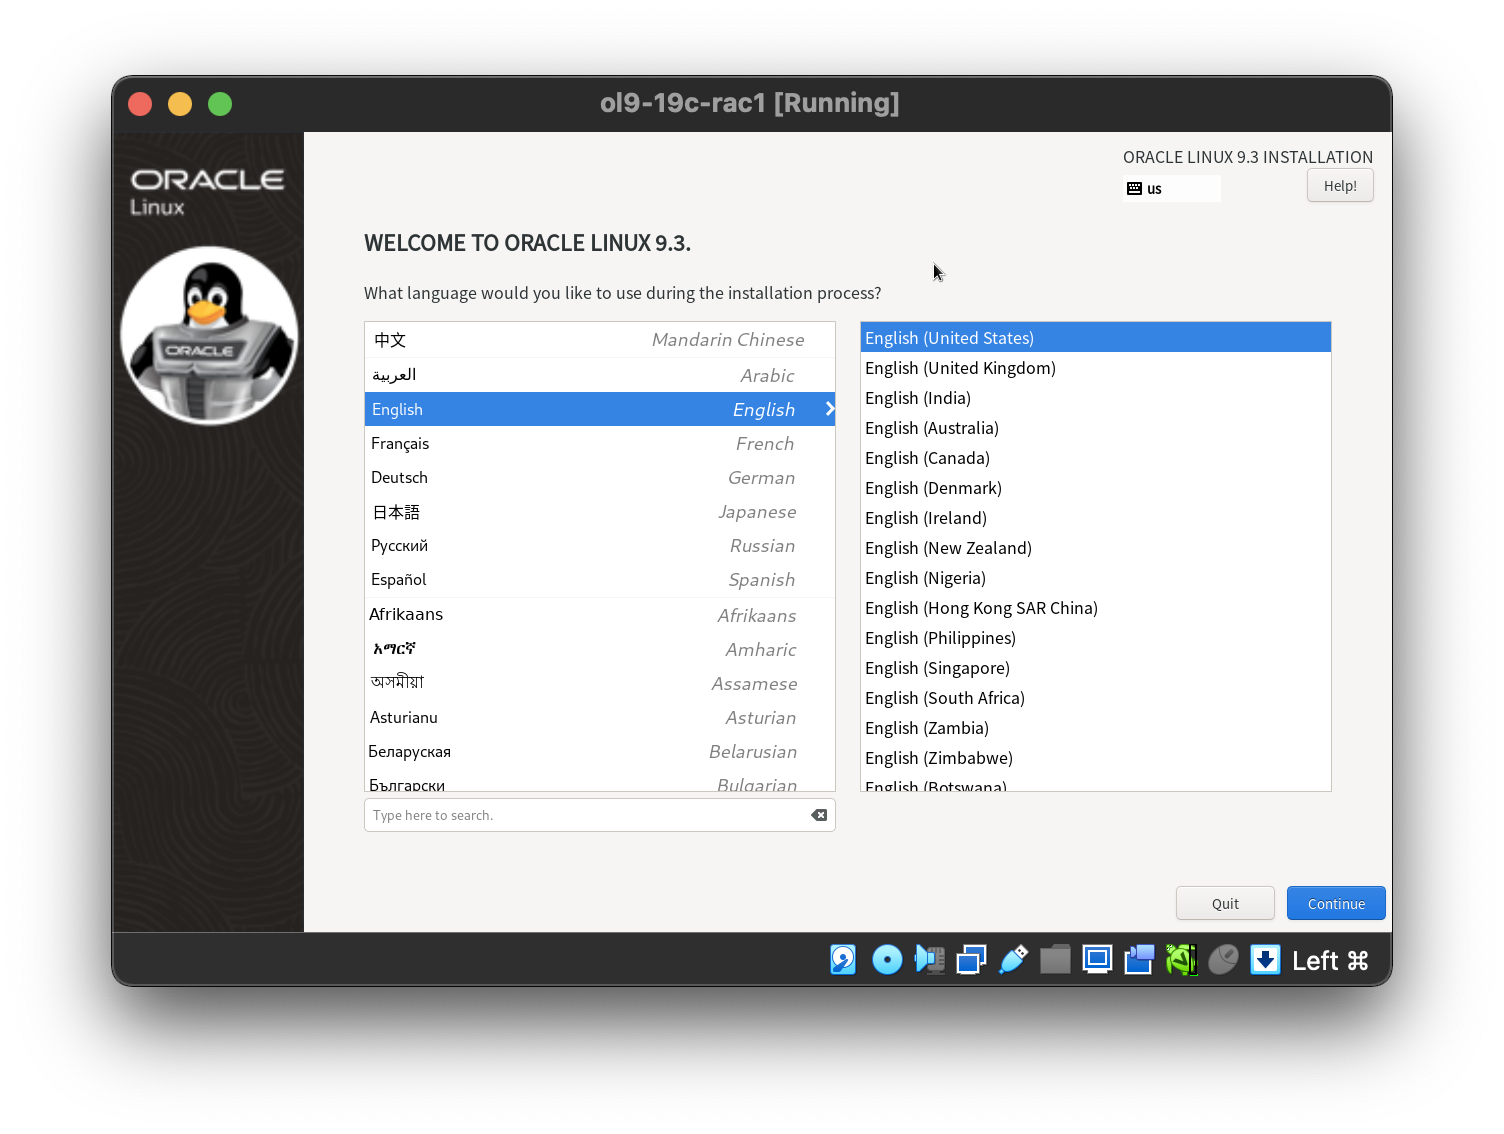 ol9-19c-rac1 [Running]
ORACLE
Linux
ORACLE
ORACLE LINUX 9.3 INSTALLATION
us
Help!
WELCOME TO ORACLE LINUX 9.3.
What language would you like to use during the installation process?
中文 Mandarin Chinese
العربية Arabic
English English
Français French
Deutsch German
日本語 Japanese
Русский Russian
Español Spanish
Afrikaans Afrikaans
አማርኛ Amharic
অসমীয়া Assamese
Asturianu Asturian
Беларуская Belarusian
Български Bulgarian
Type here to search.
English (United States)
English (United Kingdom)
English (India)
English (Australia)
English (Canada)
English (Denmark)
English (Ireland)
English (New Zealand)
English (Nigeria)
English (Hong Kong SAR China)
English (Philippines)
English (Singapore)
English (South Africa)
English (Zambia)
English (Zimbabwe)
English (Botswana)
Quit
Continue
Left ⌘